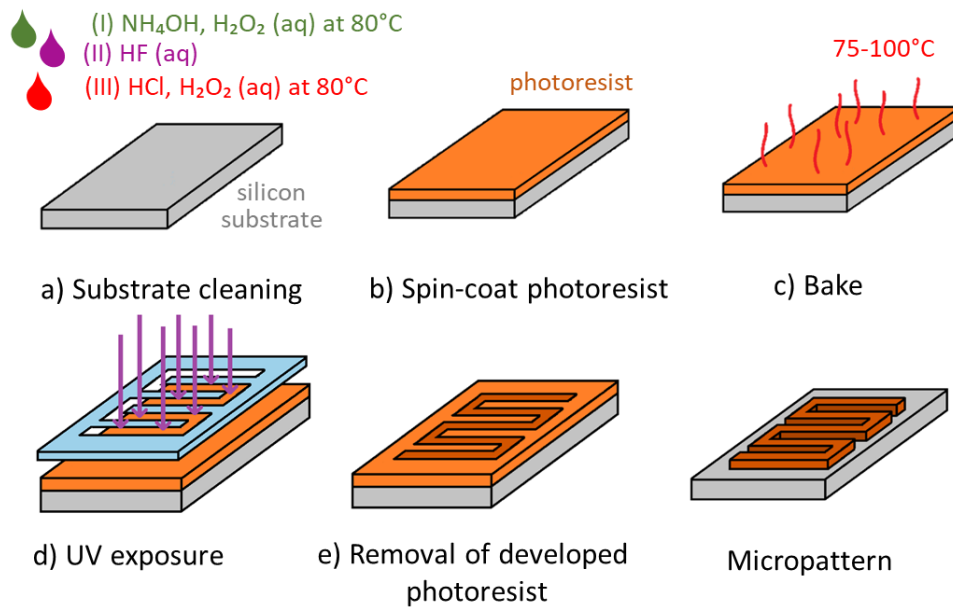 (I) NH₄OH, H₂O₂ (aq) at 80°C
(II) HF (aq)
(III) HCl, H₂O₂ (aq) at 80°C
silicon
substrate
a) Substrate cleaning
photoresist
b) Spin-coat photoresist
75-100°C
c) Bake
d) UV exposure
e) Removal of developed
photoresist
Micropattern